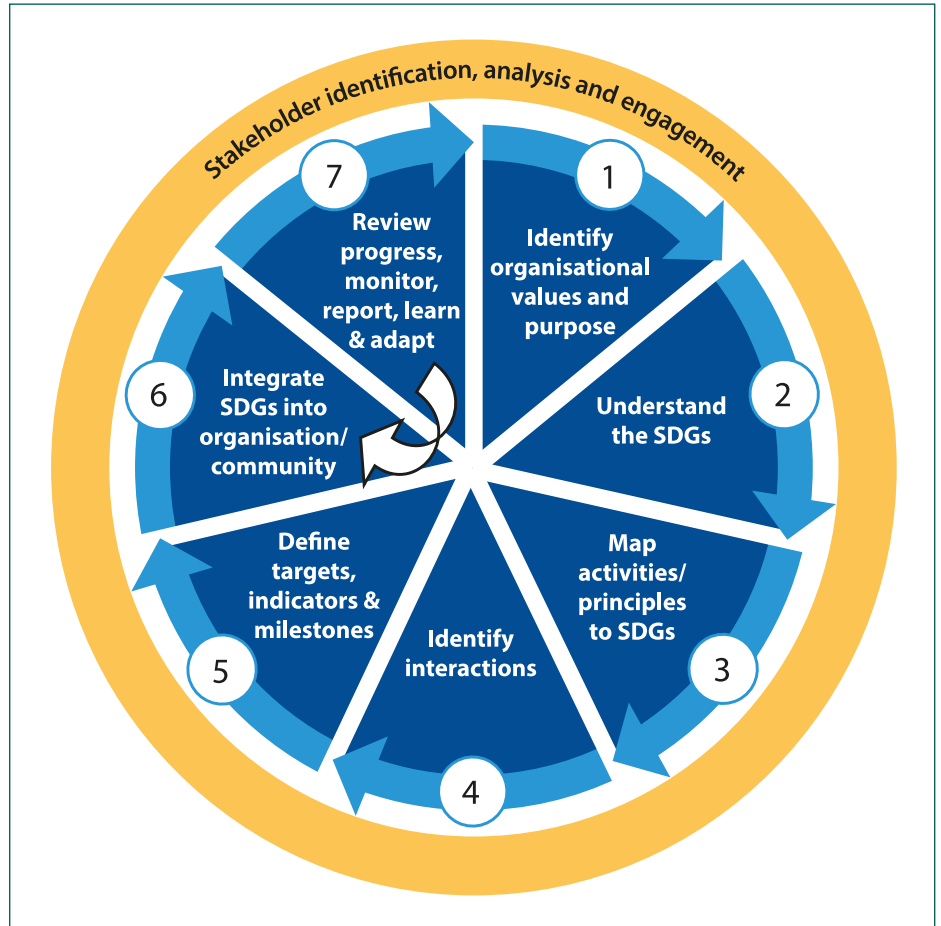 Stakeholder identification, analysis and engagement
1
Identify
organisational
values and
purpose
2
Understand
the SDGs
3
Map
activities/
principles
to SDGs
4
Identify
interactions
5
Define
targets,
indicators &
milestones
6
Integrate
SDGs into
organisation/
community
7
Review
progress,
monitor,
report, learn
& adapt